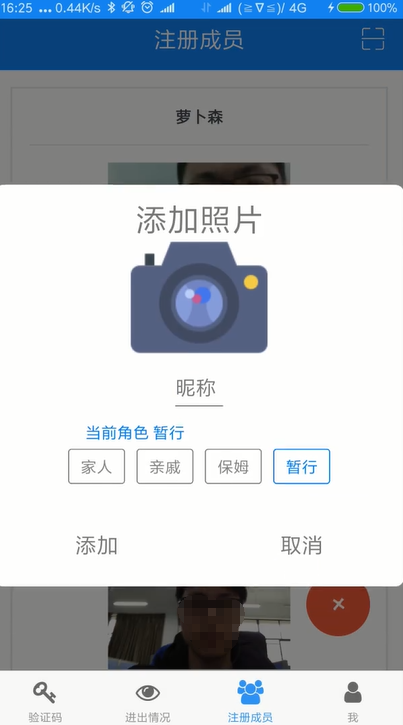 16:25 ... 0.44K/s (≧∇≦)/ 4G 100%
注册成员
萝卜森
添加照片
昵称
当前角色 暂行
家人 亲戚 保姆 暂行
添加 取消
验证码 进出情况 注册成员 我